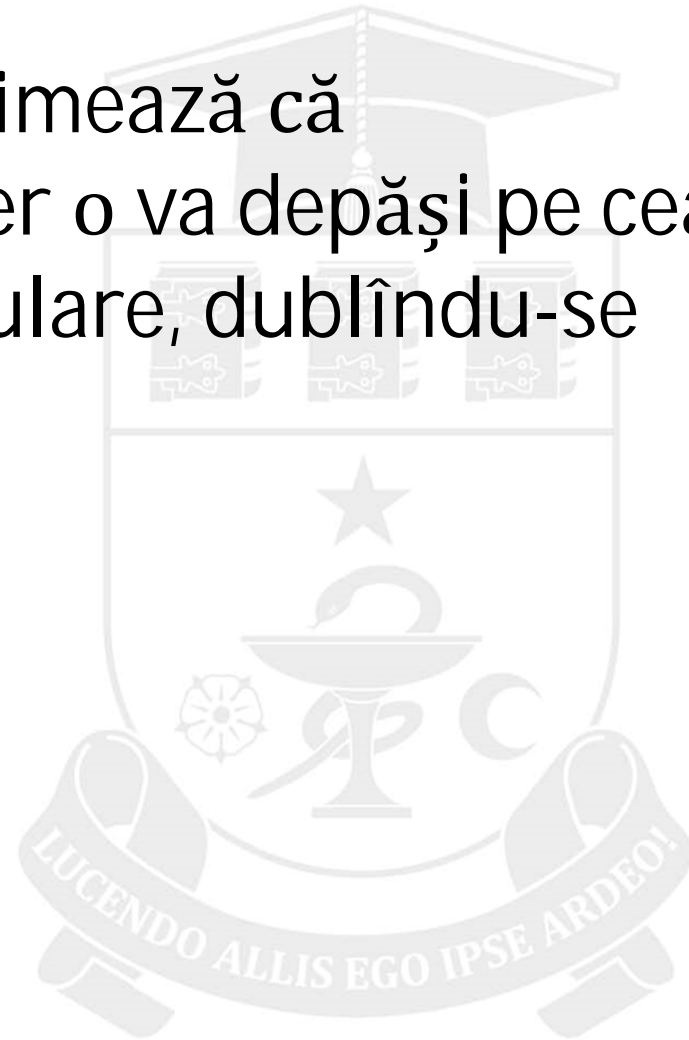 imează că
er o va depăși pe cea
ulare, dublîndu-se
LUCENDO ALLIS EGO IPSE ARDEO!